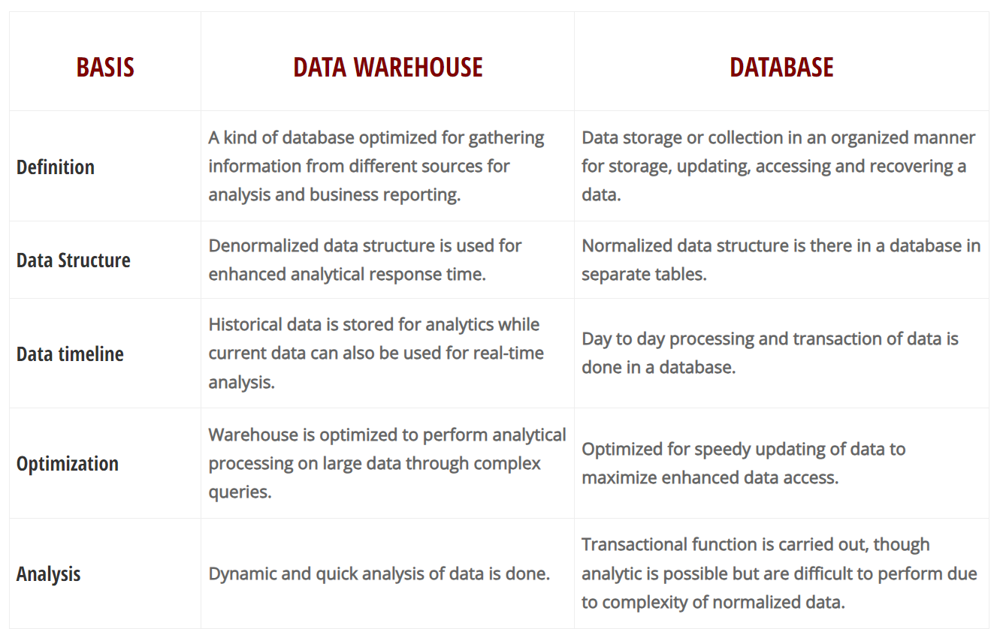 BASIS
DATA WAREHOUSE
DATABASE
Definition
A kind of database optimized for gathering
information from different sources for
analysis and business reporting.
Data storage or collection in an organized manner
for storage, updating, accessing and recovering a
data.
Data Structure
Denormalized data structure is used for
enhanced analytical response time.
Normalized data structure is there in a database in
separate tables.
Data timeline
Historical data is stored for analytics while
current data can also be used for real-time
analysis.
Day to day processing and transaction of data is
done in a database.
Optimization
Warehouse is optimized to perform analytical
processing on large data through complex
queries.
Optimized for speedy updating of data to
maximize enhanced data access.
Analysis
Dynamic and quick analysis of data is done.
Transactional function is carried out, though
analytic is possible but are difficult to perform due
to complexity of normalized data.